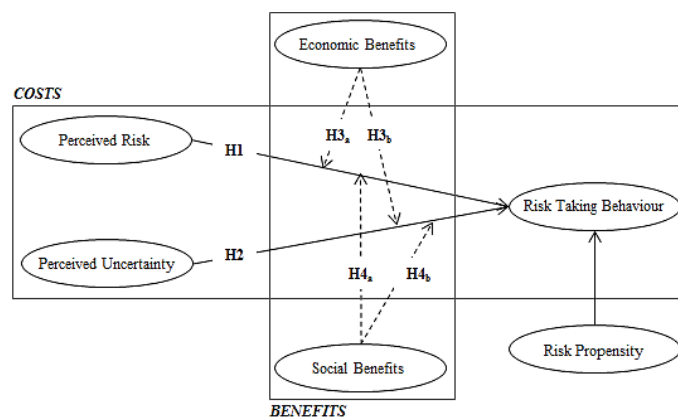 Economic Benefits
COSTS
Perceived Risk
H1
H3a
H3b
Risk Taking Behaviour
Perceived Uncertainty
H2
H4a
H4b
Social Benefits
Risk Propensity
BENEFITS